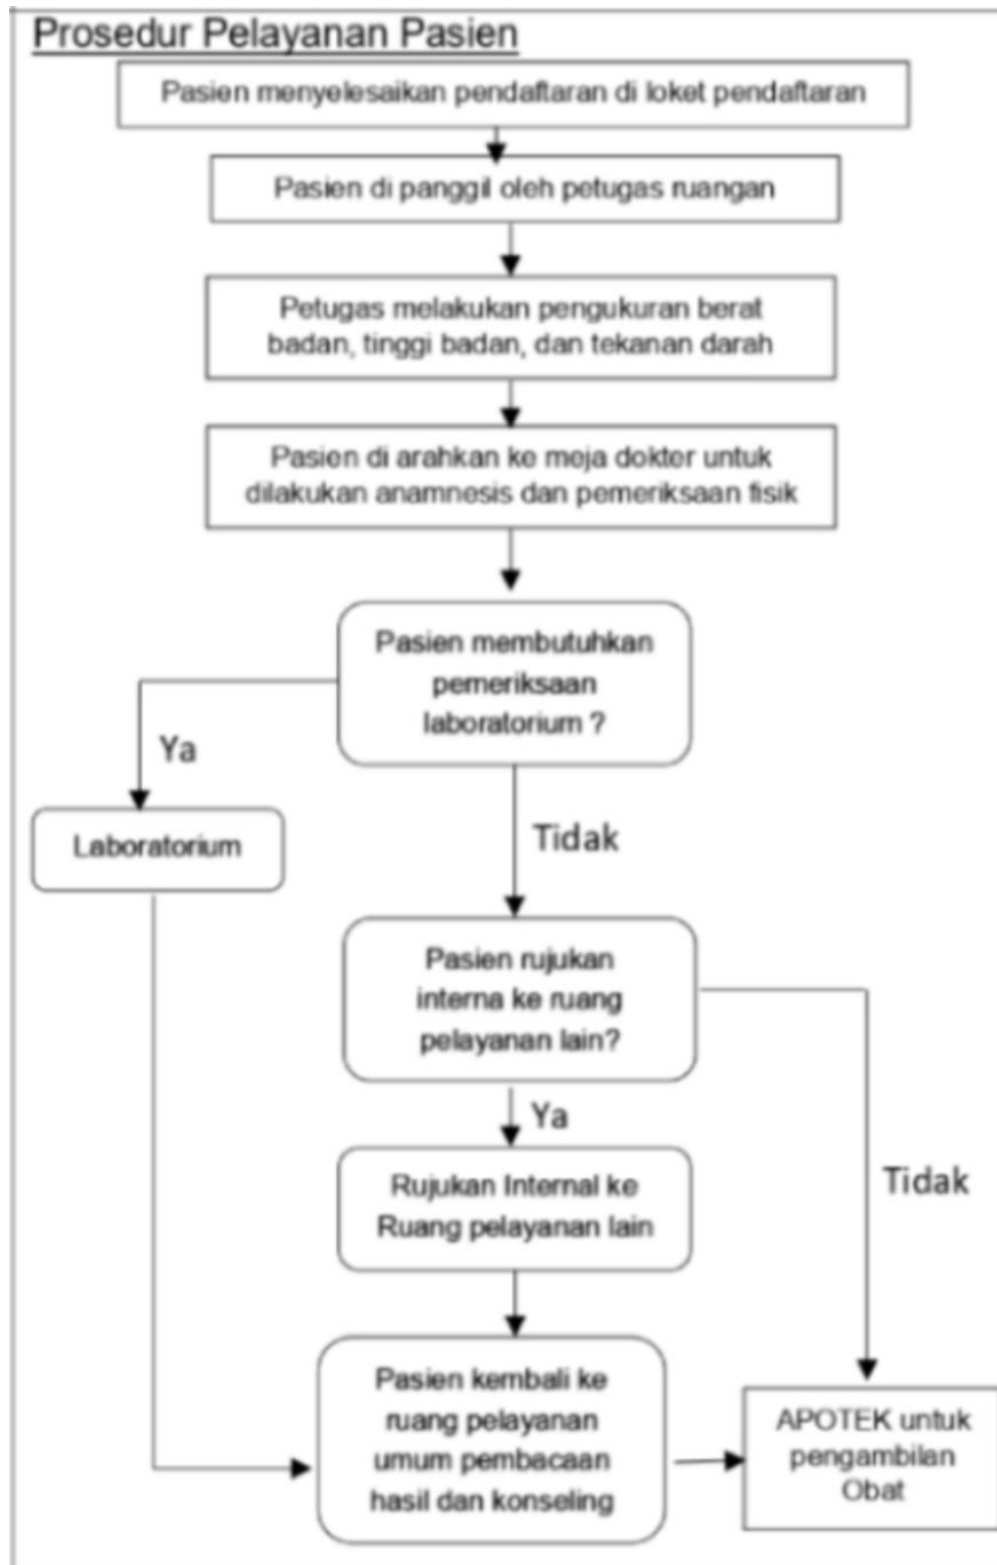 Prosedur Pelayanan Pasien
Pasien menyelesaikan pendaftaran di loket pendaftaran
Pasien di panggil oleh petugas ruangan
Petugas melakukan pengukuran berat
badan, tinggi badan, dan tekanan darah
Pasien di arahkan ke meja dokter untuk
dilakukan anamnesis dan pemeriksaan fisik
Pasien membutuhkan
pemeriksaan
laboratorium ?
Ya
Laboratorium
Tidak
Pasien rujukan
interna ke ruang
pelayanan lain?
Ya
Tidak
Rujukan Internal ke
Ruang pelayanan lain
Pasien kembali ke
ruang pelayanan
umum pembacaan
hasil dan konseling
APOTEK untuk
pengambilan
Obat